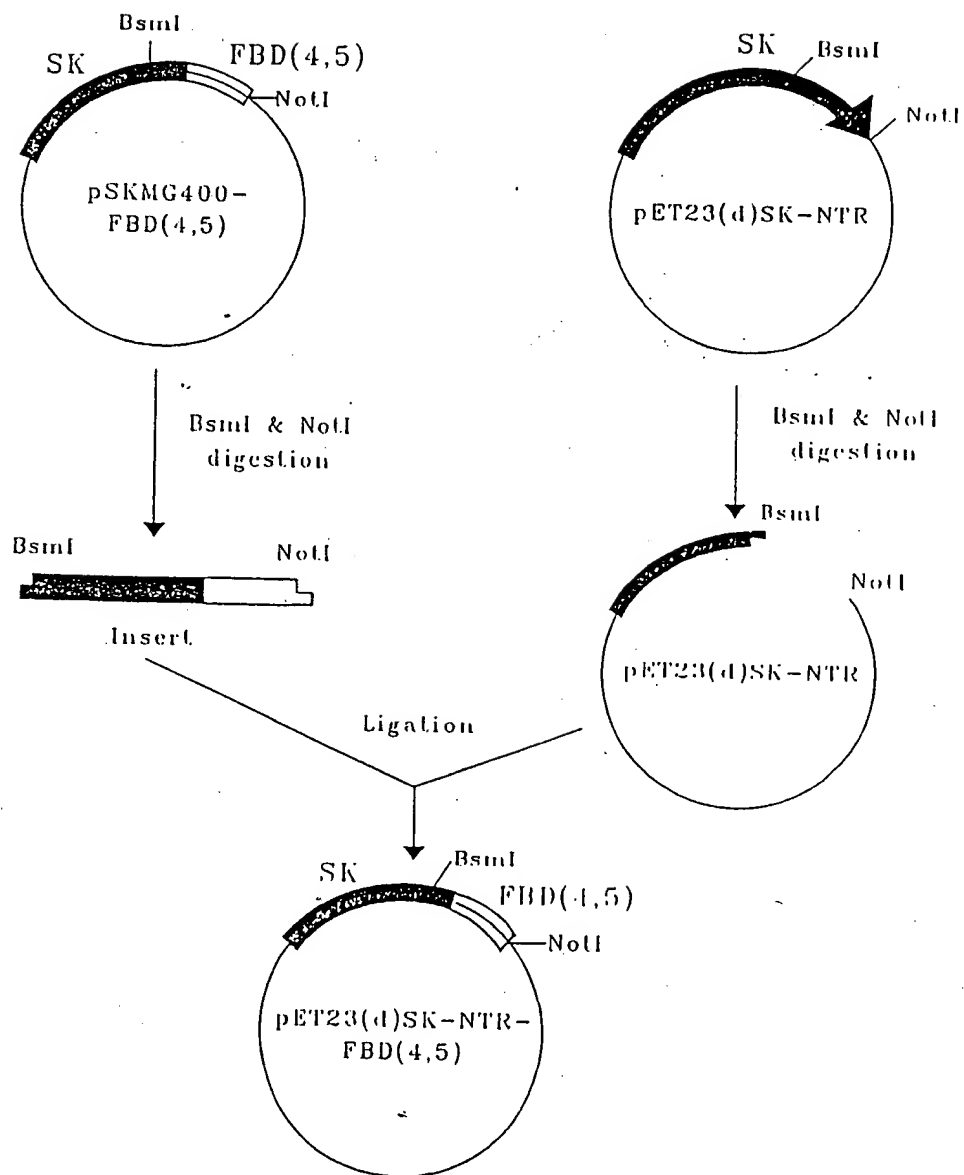 BsmI
SK
FBD(4,5)
NotI
pSKMG400-
FBD(4,5)
SK
BsmI
NotI
pET23(d)SK-NTR
BsmI & NotI
digestion
BsmI & NotI
digestion
BsmI
NotI
Insert
BsmI
NotI
pET23(d)SK-NTR
Ligation
SK
BsmI
FBD(4,5)
NotI
pET23(d)SK-NTR-
FBD(4,5)